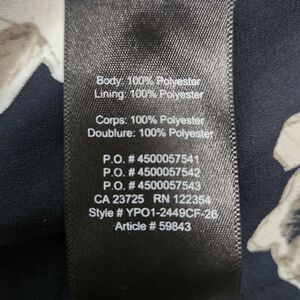 Body: 100% Polyester
Lining: 100% Polyester
Corps: 100% Polyester
Doublure: 100% Polyester
P.O. # 4500057541
P.O. # 4500057542
P.O. # 4500057543
CA 23725 RN 122354
Style # YPO1-2449CF-26
Article # 59843